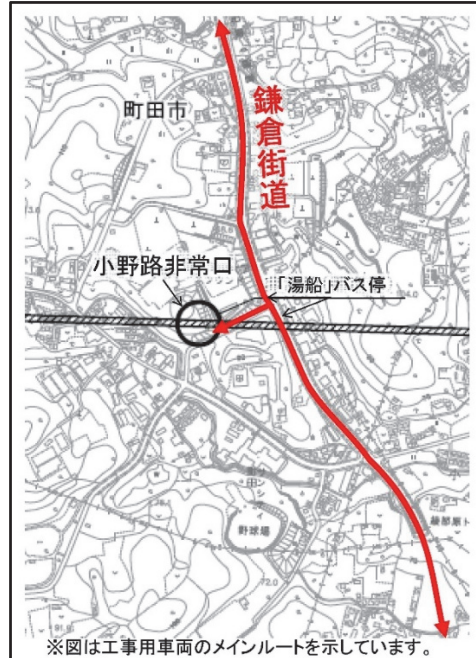 鎌倉街道
町田市
小野路非常口
「湯船」バス停
野球場
72.0
※図は工事用車両のメインルートを示しています。